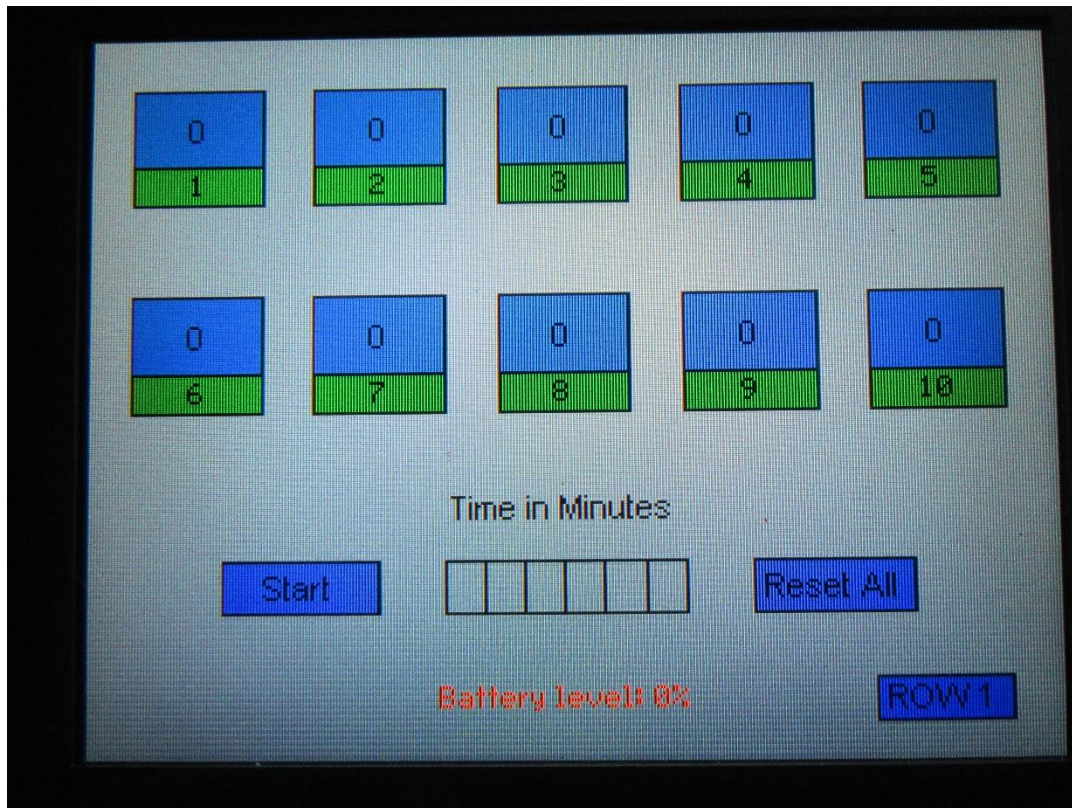 0 0 0 0 0
1 2 3 4 5
0 0 0 0 0
6 7 8 9 10
Time in Minutes
Start Reset All
Battery level: 0%
ROW 1